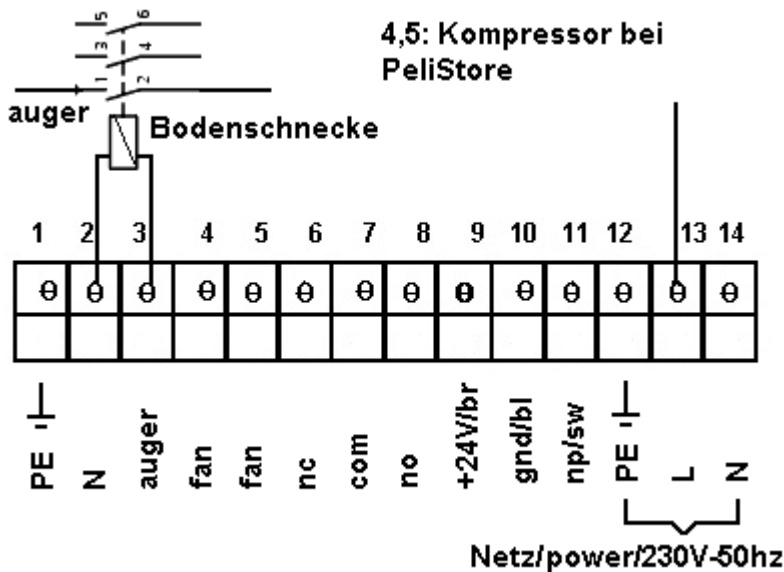 5 6
3 4
1 2
4,5: Kompressor bei
PeliStore
auger
Bodenschnecke
1 2 3 4 5 6 7 8 9 10 11 12 13 14
PE
N
auger
fan
fan
nc
com
no
+24V/br
gnd/bl
np/sw
PE
L
N
Netz/power/230V-50hz